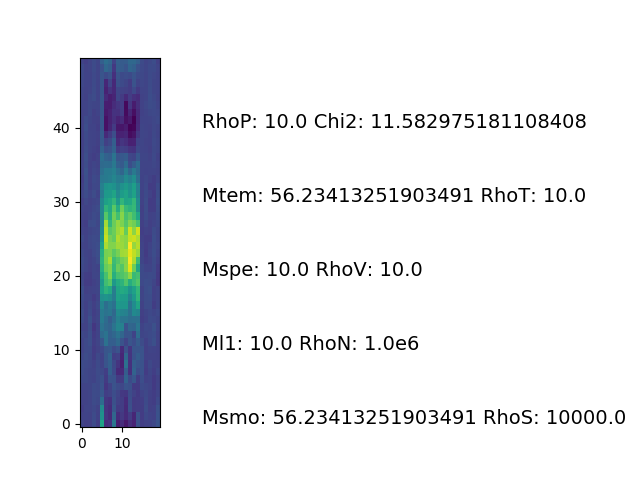 40
30
20
10
0
0 10
RhoP: 10.0 Chi2: 11.582975181108408
Mtem: 56.23413251903491 RhoT: 10.0
Mspe: 10.0 RhoV: 10.0
Ml1: 10.0 RhoN: 1.0e6
Msmo: 56.23413251903491 RhoS: 10000.0